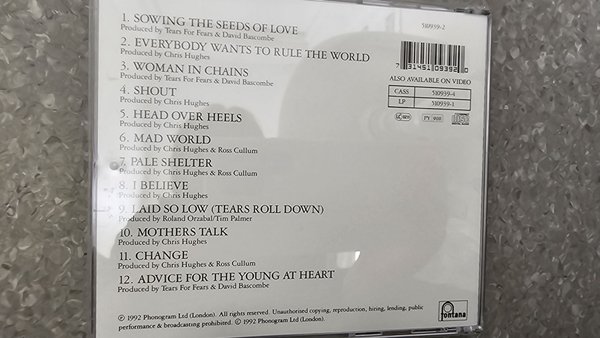 510939-2
1. SOWING THE SEEDS OF LOVE
Produced by Tears For Fears & David Bascombe
2. EVERYBODY WANTS TO RULE THE WORLD
Produced by Chris Hughes
3. WOMAN IN CHAINS
Produced by Tears For Fears & David Bascombe
4. SHOUT
Produced by Chris Hughes
5. HEAD OVER HEELS
Produced by Chris Hughes
6. MAD WORLD
Produced by Chris Hughes & Ross Cullum
7. PALE SHELTER
Produced by Chris Hughes & Ross Cullum
8. I BELIEVE
Produced by Chris Hughes
9. LAID SO LOW (TEARS ROLL DOWN)
Produced by Roland Orzabal/Tim Palmer
10. MOTHERS TALK
Produced by Chris Hughes
11. CHANGE
Produced by Chris Hughes & Ross Cullum
12. ADVICE FOR THE YOUNG AT HEART
Produced by Tears For Fears & David Bascombe
7 31451 09392 0
ALSO AVAILABLE ON VIDEO
CASS 510939-4
LP 510939-1
℗ 1992 Phonogram Ltd (London). All rights reserved. Unauthorised copying, reproduction, hiring, lending, public
performance & broadcasting prohibited. © 1992 Phonogram Ltd (London).
fontana